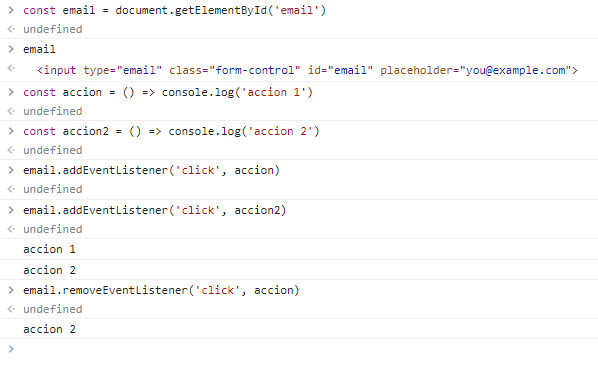 > const email = document.getElementById('email')
< undefined
> email
< <input type="email" class="form-control" id="email" placeholder="you@example.com">
> const accion = () => console.log('accion 1')
< undefined
> const accion2 = () => console.log('accion 2')
< undefined
> email.addEventListener('click', accion)
< undefined
> email.addEventListener('click', accion2)
< undefined
accion 1
accion 2
> email.removeEventListener('click', accion)
< undefined
accion 2
>